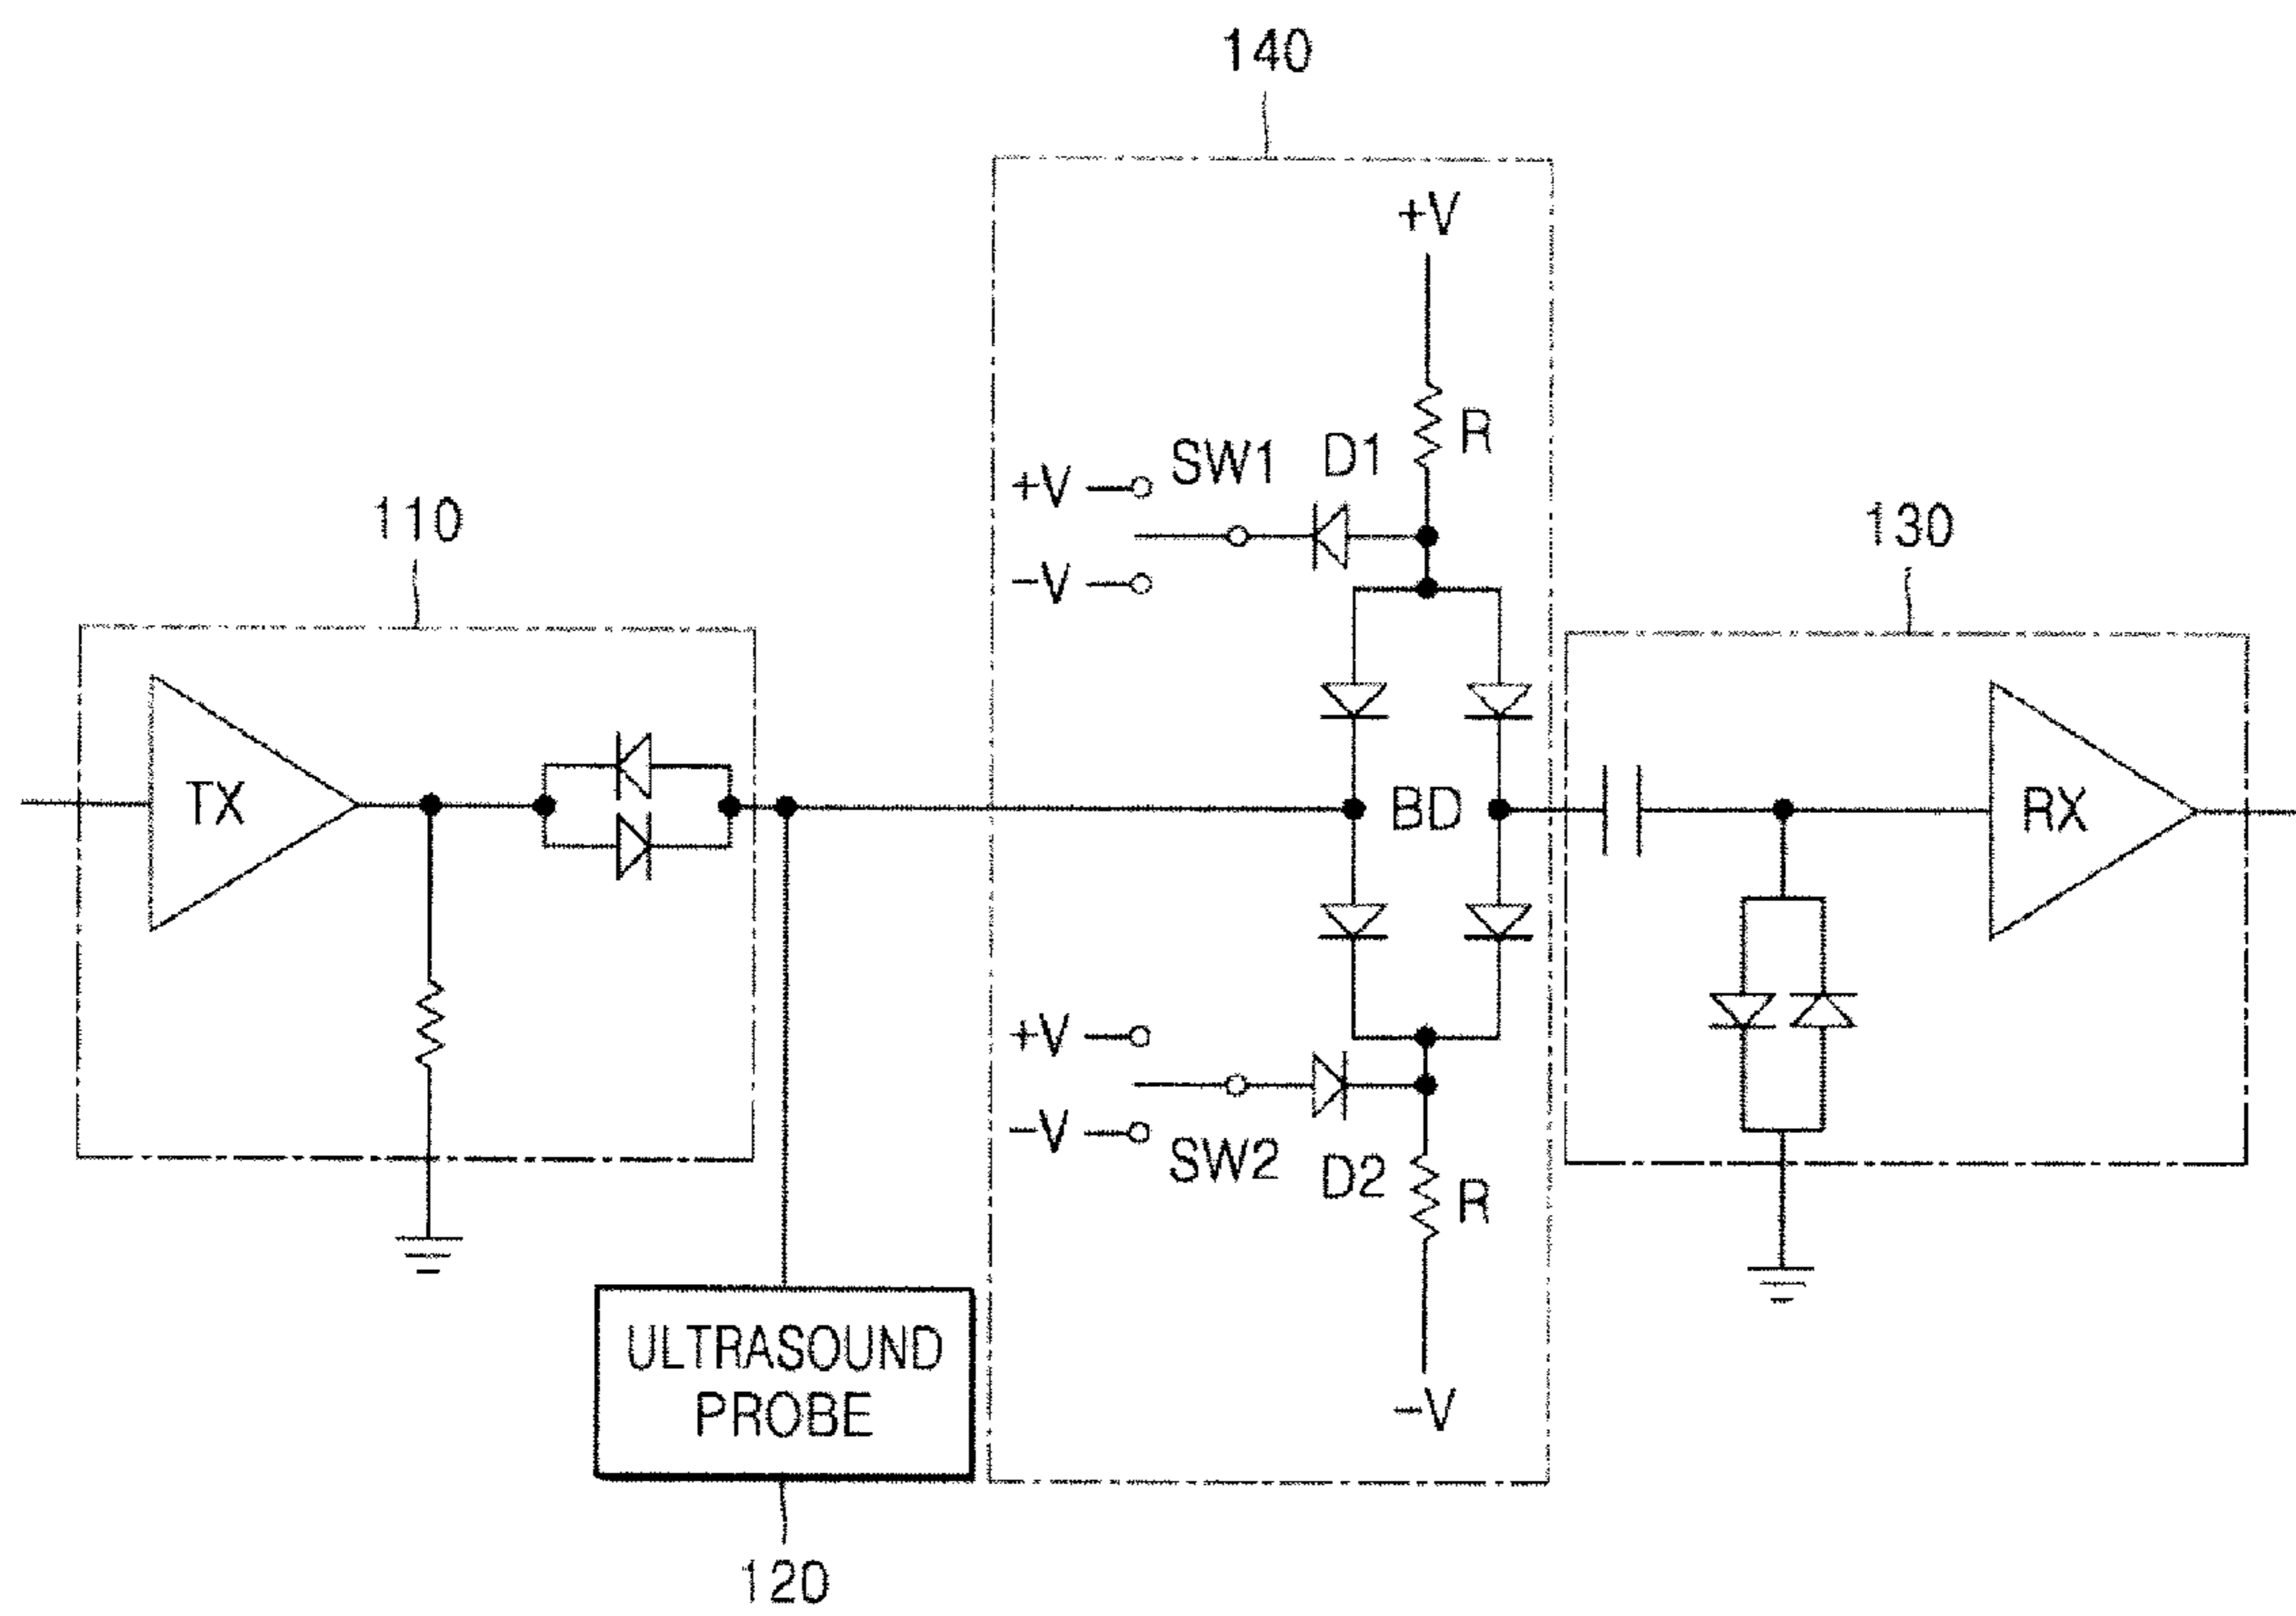 140
+V
R
SW1
D1
+V
-V
110
130
TX
BD
RX
+V
-V
SW2
D2
R
-V
ULTRASOUND
PROBE
120